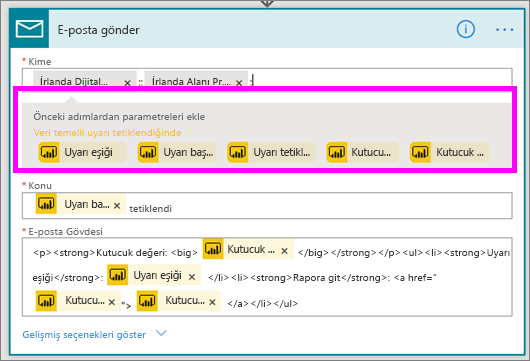 E-posta gönder
* Kime
İrlanda Dijital... × ; İrlanda Alanı Pr.... × ;
Önceki adımlardan parametreleri ekle
Veri temelli uyarı tetiklendiğinde
Uyarı eşiği Uyarı baş... Uyarı tetikl... Kutucu... Kutucuk ...
* Konu
Uyarı ba... × tetiklendi
* E-posta Gövdesi
<p><strong>Kutucuk değeri: <big> Kutucuk ... × </big></strong></p><ul><li><strong>Uyarı
eşiği</strong>: Uyarı eşiği × </li><li><strong>Rapora git</strong>: <a href="
Kutucu... × "> Kutucu... × </a></li></ul>
Gelişmiş seçenekleri göster